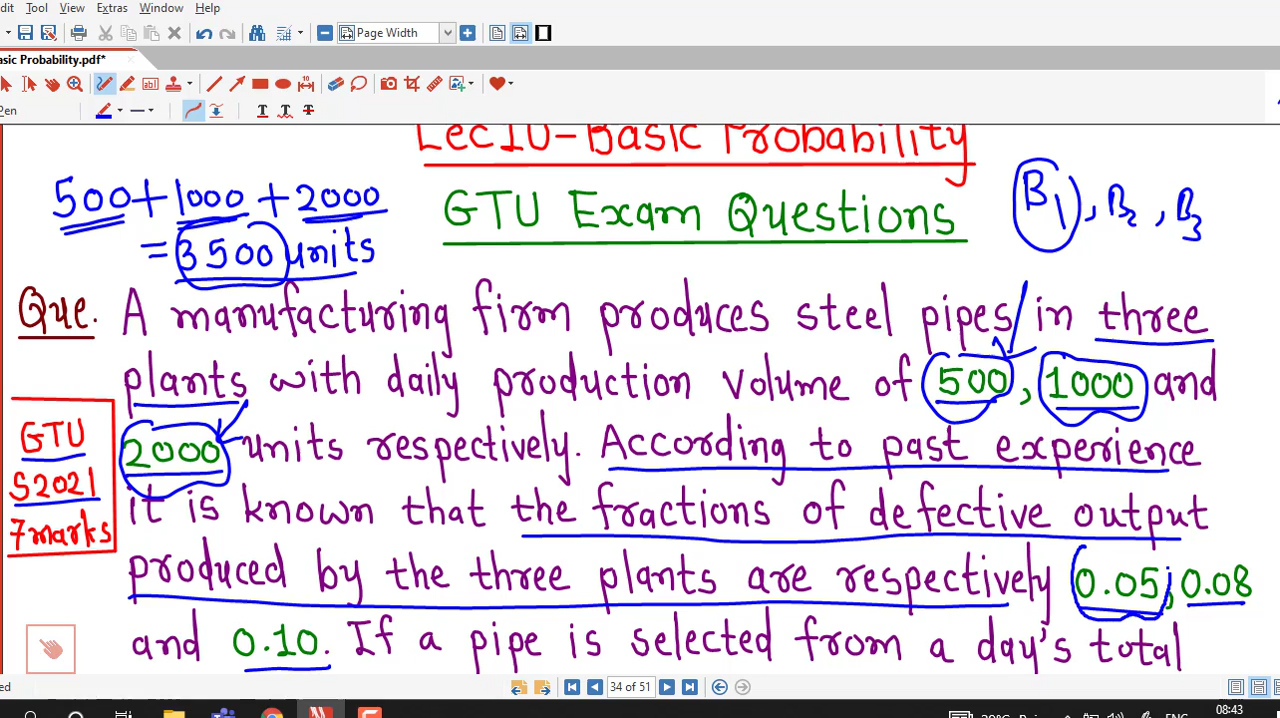 dit Tool View Extras Window Help
Page Width
asic Probability.pdf*
Pen
Lec10-Basic Probability
500+1000+2000
= 3500 units
GTU Exam Questions
B1, B2, B3
Que. A manufacturing firm produces steel pipes in three
plants with daily production volume of 500, 1000 and
2000 units respectively. According to past experience
it is known that the fractions of defective output
produced by the three plants are respectively 0.05, 0.08
and 0.10. If a pipe is selected from a day's total
GTU
S2021
7marks
34 of 51
08:43
ENG